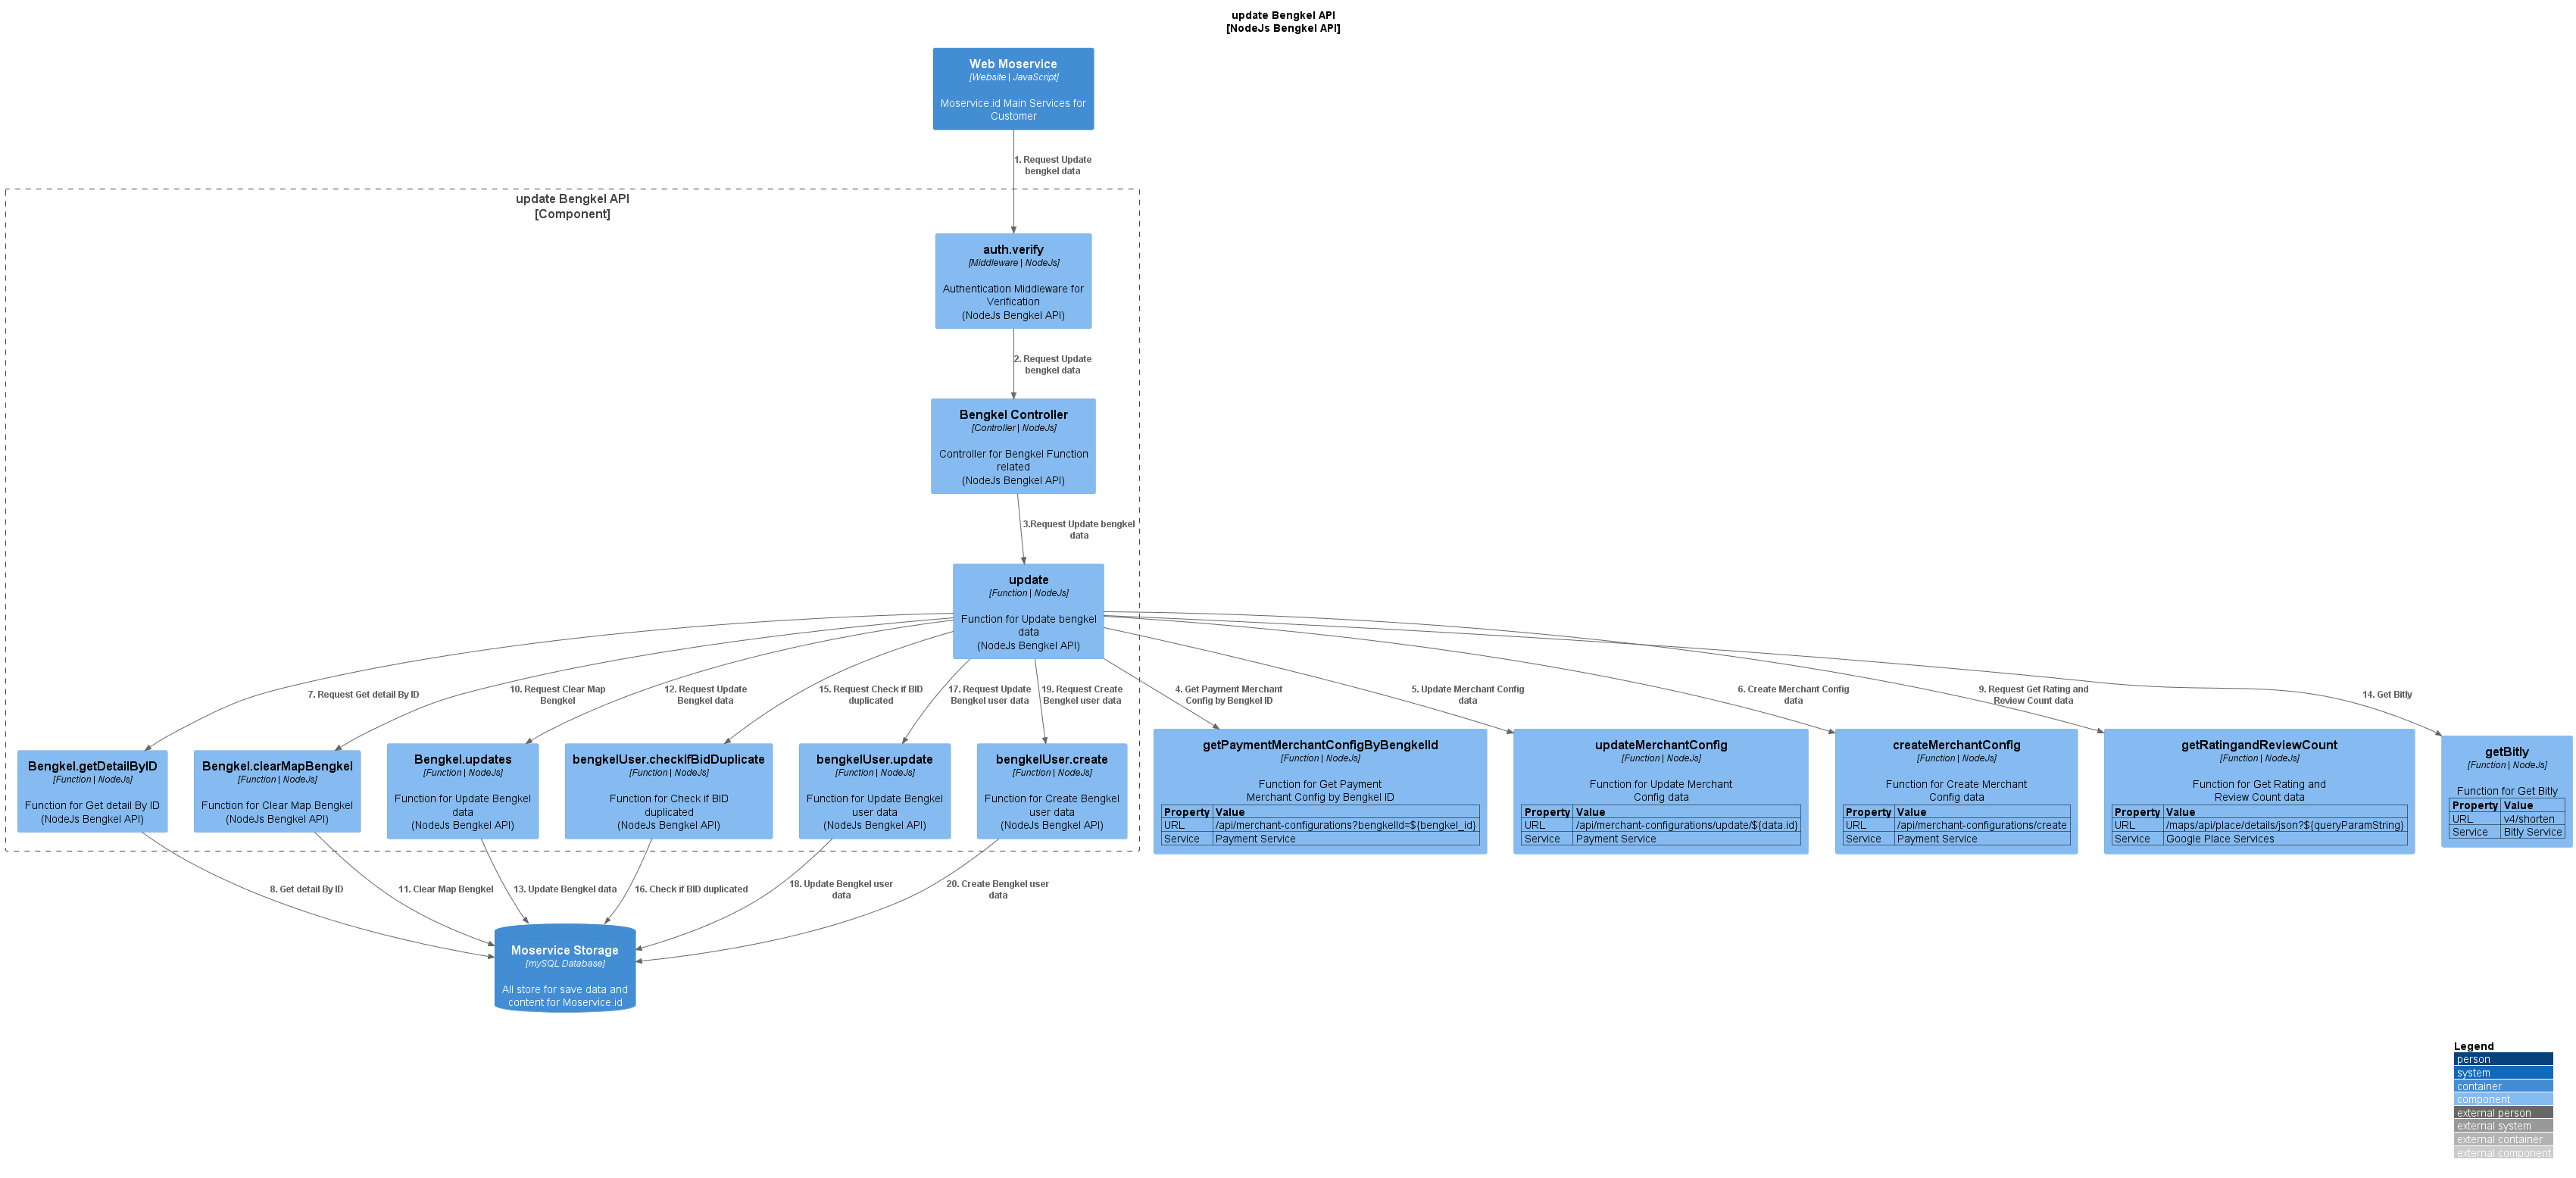 update Bengkel API
[NodeJs Bengkel API]
Web Moservice
[Website | JavaScript]
Moservice.id Main Services for
Customer
1. Request Update
bengkel data
update Bengkel API
[Component]
auth.verify
[Middleware | NodeJs]
Authentication Middleware for
Verification
(NodeJs Bengkel API)
2. Request Update
bengkel data
Bengkel Controller
[Controller | NodeJs]
Controller for Bengkel Function
related
(NodeJs Bengkel API)
3.Request Update bengkel
data
update
[Function | NodeJs]
Function for Update bengkel
data
(NodeJs Bengkel API)
7. Request Get detail By ID
10. Request Clear Map
Bengkel
12. Request Update
Bengkel data
15. Request Check if BID
duplicated
17. Request Update
Bengkel user data
19. Request Create
Bengkel user data
4. Get Payment Merchant
Config by Bengkel ID
5. Update Merchant Config
data
6. Create Merchant Config
data
9. Request Get Rating and
Review Count data
14. Get Bitly
Bengkel.getDetailByID
[Function | NodeJs]
Function for Get detail By ID
(NodeJs Bengkel API)
Bengkel.clearMapBengkel
[Function | NodeJs]
Function for Clear Map Bengkel
(NodeJs Bengkel API)
Bengkel.updates
[Function | NodeJs]
Function for Update Bengkel
data
(NodeJs Bengkel API)
bengkelUser.checkIfBidDuplicate
[Function | NodeJs]
Function for Check if BID
duplicated
(NodeJs Bengkel API)
bengkelUser.update
[Function | NodeJs]
Function for Update Bengkel
user data
(NodeJs Bengkel API)
bengkelUser.create
[Function | NodeJs]
Function for Create Bengkel
user data
(NodeJs Bengkel API)
getPaymentMerchantConfigByBengkelId
[Function | NodeJs]
Function for Get Payment
Merchant Config by Bengkel ID
Property Value
URL /api/merchant-configurations?bengkelId=${bengkel_id}
Service Payment Service
updateMerchantConfig
[Function | NodeJs]
Function for Update Merchant
Config data
Property Value
URL /api/merchant-configurations/update/${data.id}
Service Payment Service
createMerchantConfig
[Function | NodeJs]
Function for Create Merchant
Config data
Property Value
URL /api/merchant-configurations/create
Service Payment Service
getRatingandReviewCount
[Function | NodeJs]
Function for Get Rating and
Review Count data
Property Value
URL /maps/api/place/details/json?${queryParamString}
Service Google Place Services
getBitly
[Function | NodeJs]
Function for Get Bitly
Property Value
URL v4/shorten
Service Bitly Service
8. Get detail By ID
11. Clear Map Bengkel
13. Update Bengkel data
16. Check if BID duplicated
18. Update Bengkel user
data
20. Create Bengkel user
data
Moservice Storage
[mySQL Database]
All store for save data and
content for Moservice.id
Legend
person
system
container
component
external person
external system
external container
external component